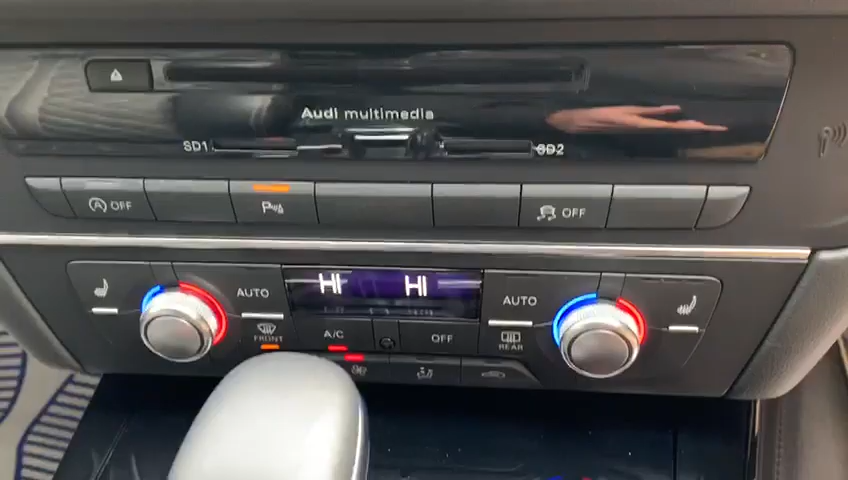 Audi multimedia
SD1
SD2
OFF
P
OFF
HI HI
AUTO
AUTO
FRONT
A/C
OFF
REAR